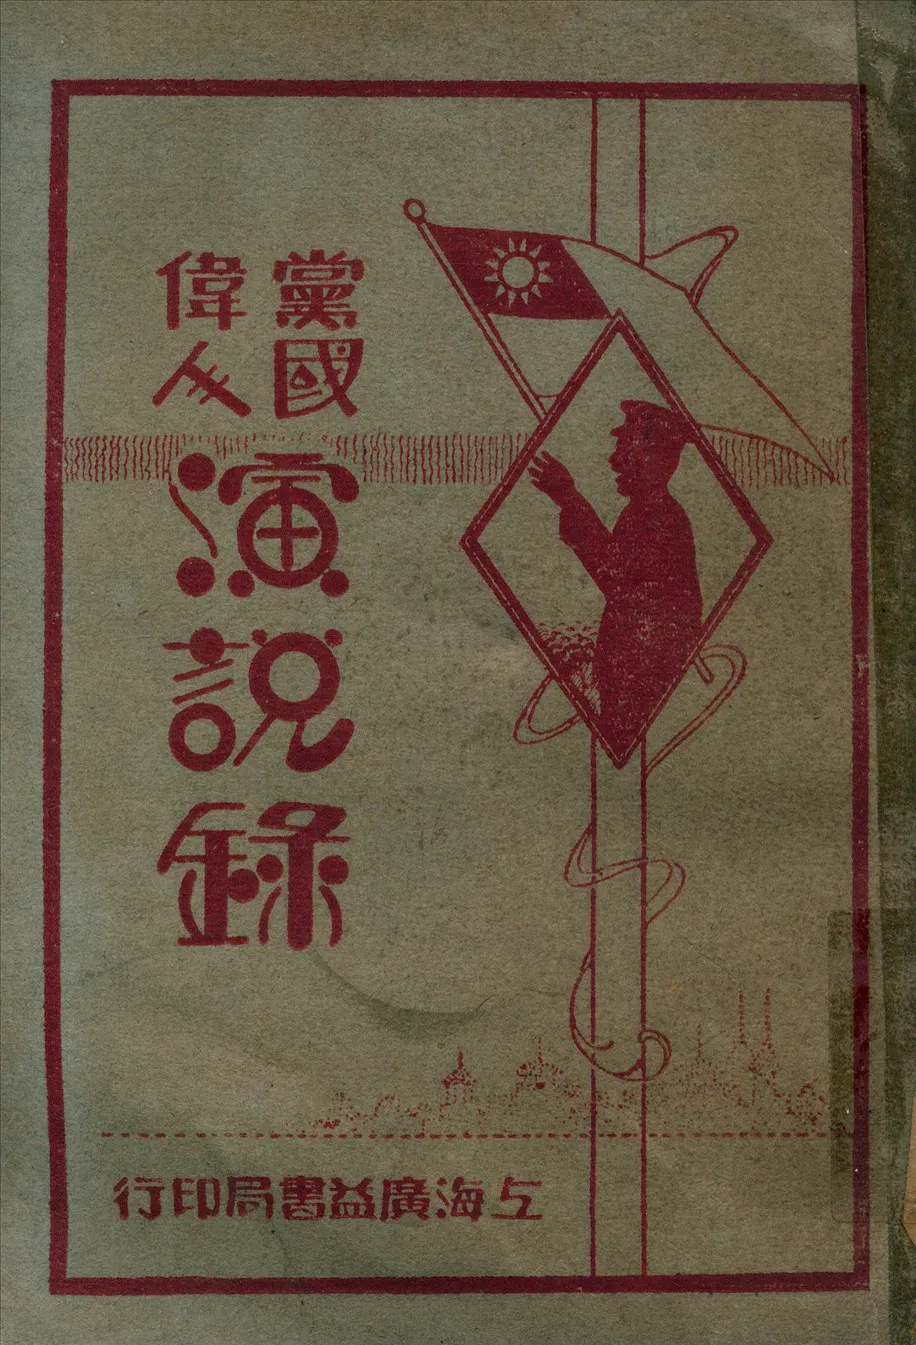 黨國
偉人
演說錄
上海廣益書局印行